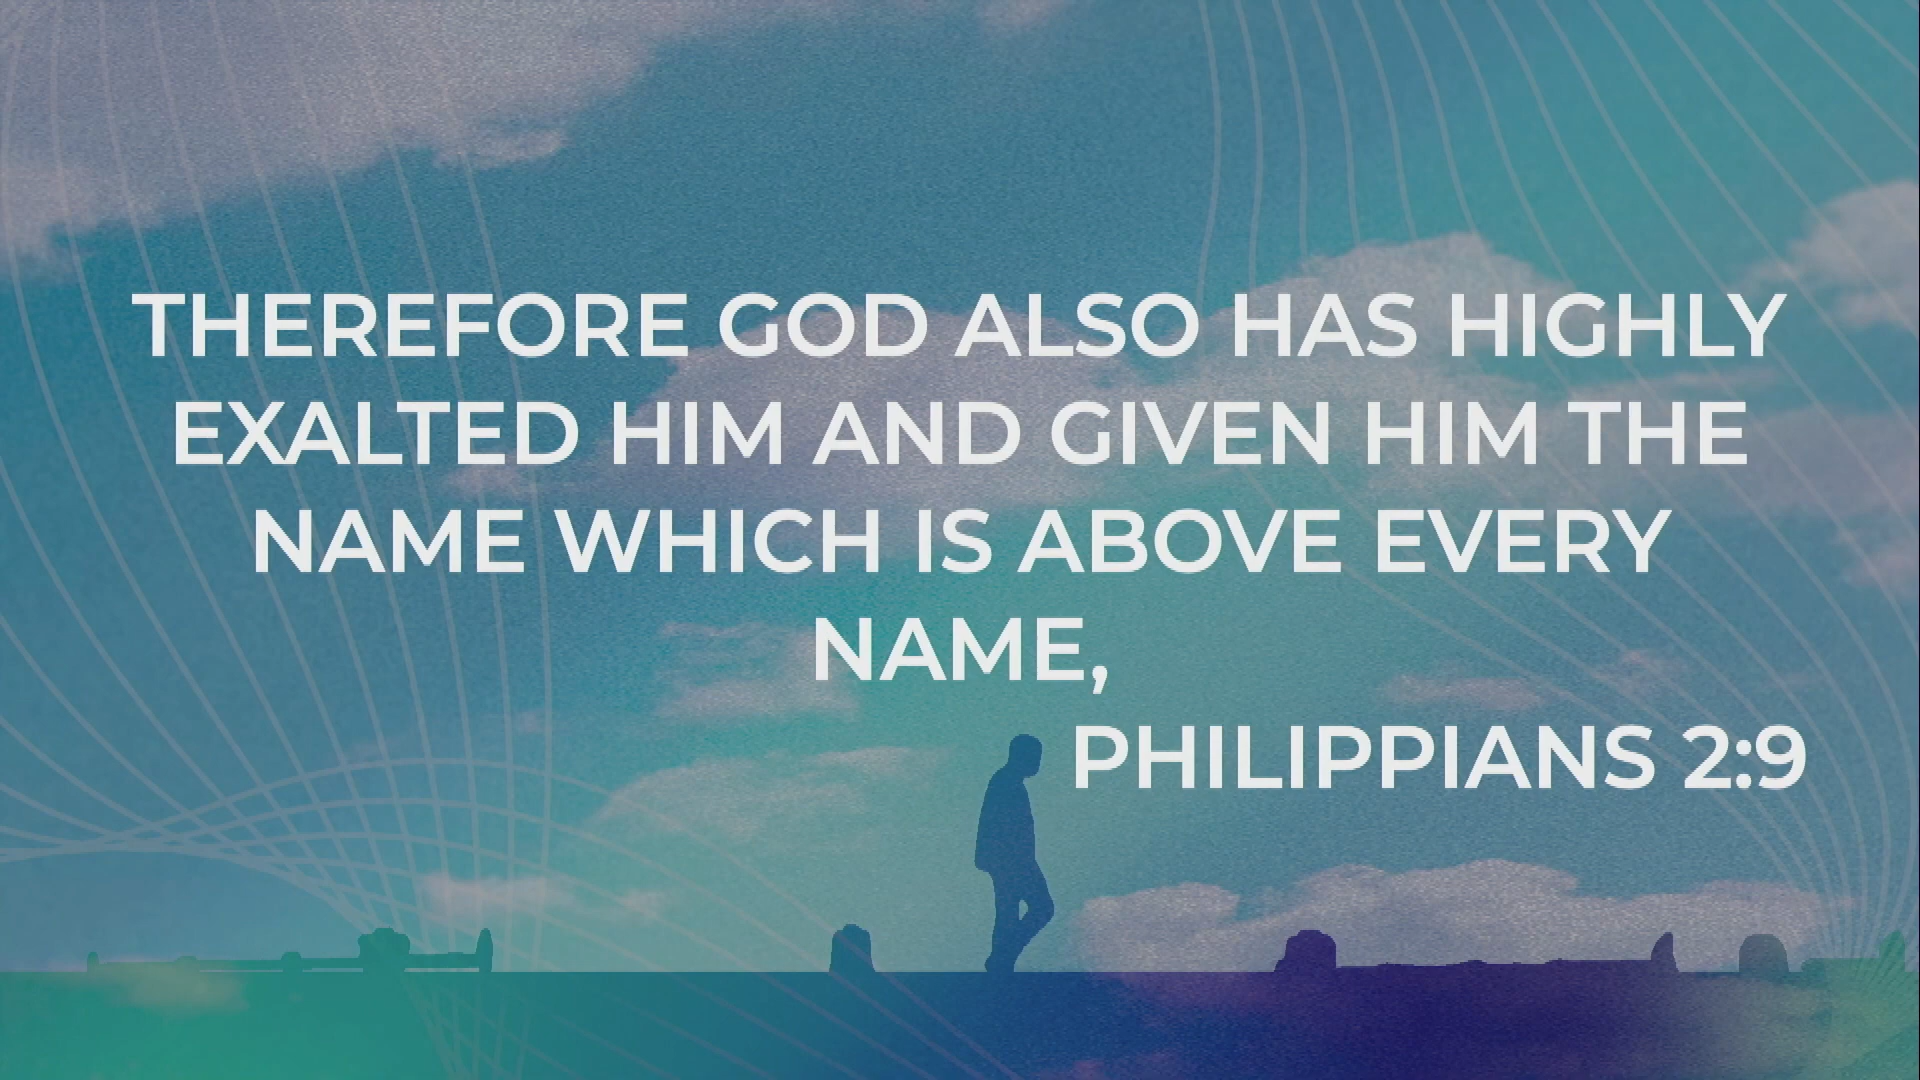 THEREFORE GOD ALSO HAS HIGHLY
EXALTED HIM AND GIVEN HIM THE
NAME WHICH IS ABOVE EVERY
NAME,
PHILIPPIANS 2:9